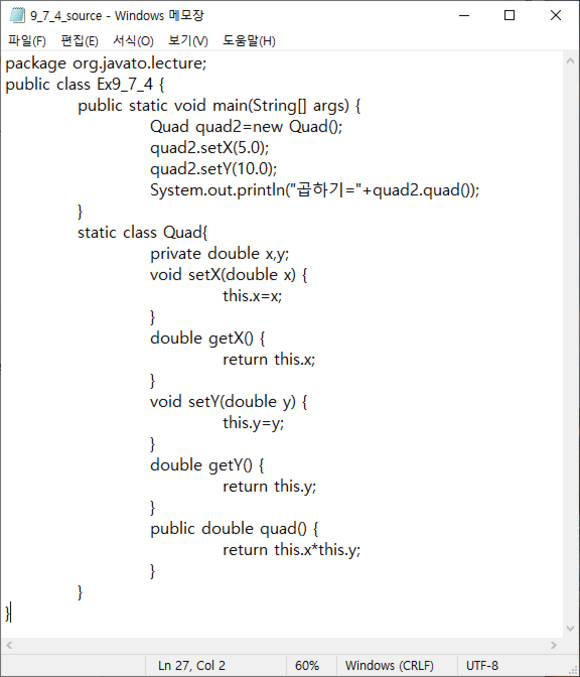 9_7_4_source - Windows 메모장
파일(F) 편집(E) 서식(O) 보기(V) 도움말(H)
package org.javato.lecture;
public class Ex9_7_4 {
public static void main(String[] args) {
Quad quad2=new Quad();
quad2.setX(5.0);
quad2.setY(10.0);
System.out.println("곱하기="+quad2.quad());
}
static class Quad{
private double x,y;
void setX(double x) {
this.x=x;
}
double getX() {
return this.x;
}
void setY(double y) {
this.y=y;
}
double getY() {
return this.y;
}
public double quad() {
return this.x*this.y;
}
}
}
Ln 27, Col 2 60% Windows (CRLF) UTF-8